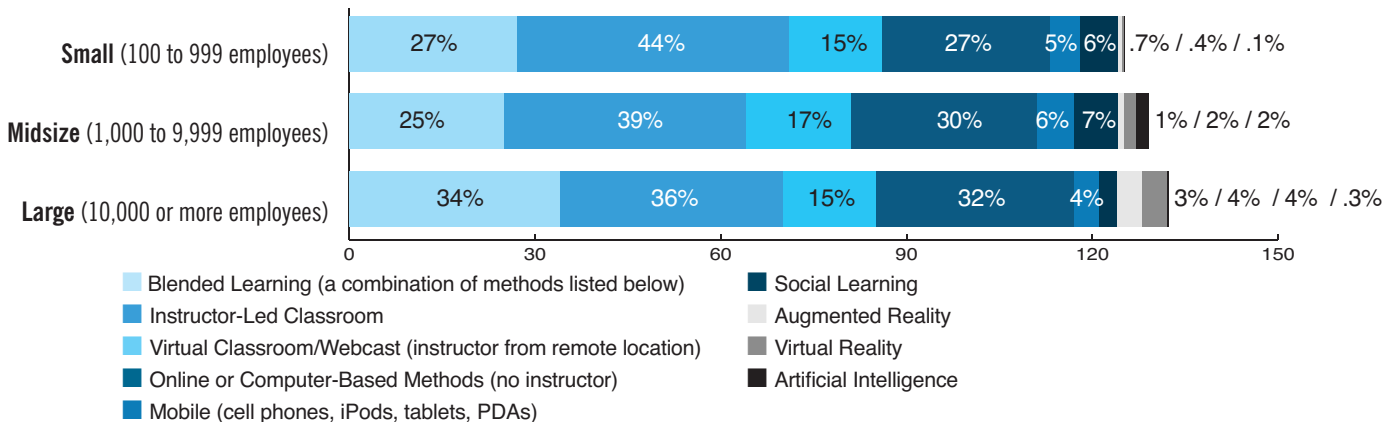 Small (100 to 999 employees) 27% 44% 15% 27% 5% 6% .7% / .4% / .1%
Midsize (1,000 to 9,999 employees) 25% 39% 17% 30% 6% 7% 1% / 2% / 2%
Large (10,000 or more employees) 34% 36% 15% 32% 4% 3% / 4% / 4% / .3%
0 30 60 90 120 150
Blended Learning (a combination of methods listed below)
Instructor-Led Classroom
Virtual Classroom/Webcast (instructor from remote location)
Online or Computer-Based Methods (no instructor)
Mobile (cell phones, iPods, tablets, PDAs)
Social Learning
Augmented Reality
Virtual Reality
Artificial Intelligence